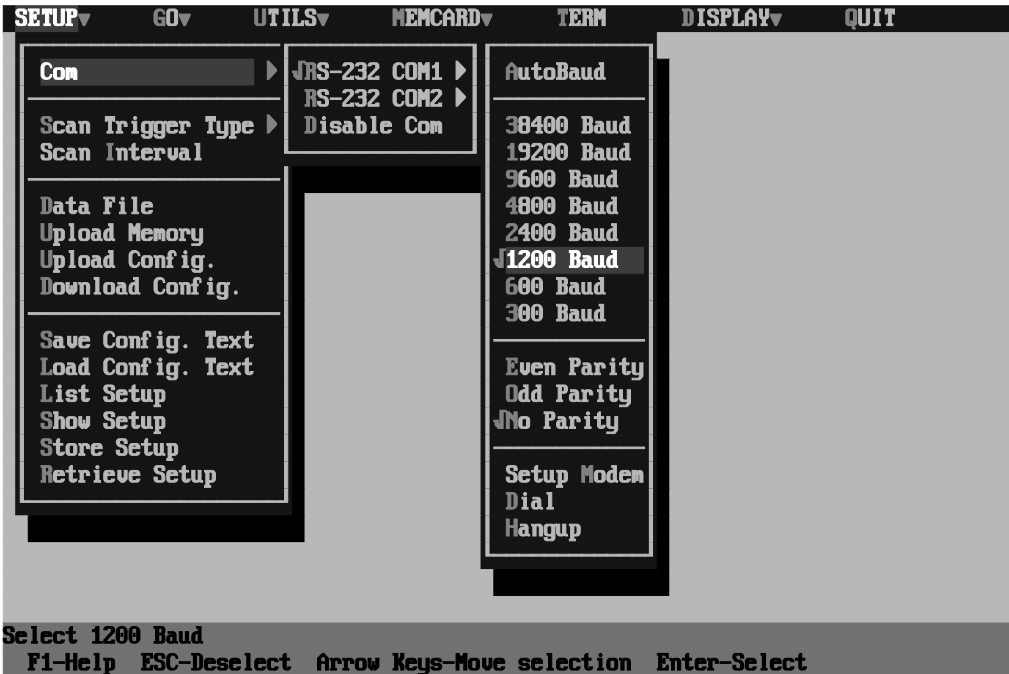 SETUP▼ GO▼ UTILS▼ MEMCARD▼ TERM DISPLAY▼ QUIT
Com
Scan Trigger Type
Scan Interval
Data File
Upload Memory
Upload Config.
Download Config.
Save Config. Text
Load Config. Text
List Setup
Show Setup
Store Setup
Retrieve Setup
√RS-232 COM1
RS-232 COM2
Disable Com
AutoBaud
38400 Baud
19200 Baud
9600 Baud
4800 Baud
2400 Baud
√1200 Baud
600 Baud
300 Baud
Even Parity
Odd Parity
√No Parity
Setup Modem
Dial
Hangup
Select 1200 Baud
F1-Help ESC-Deselect Arrow Keys-Move selection Enter-Select